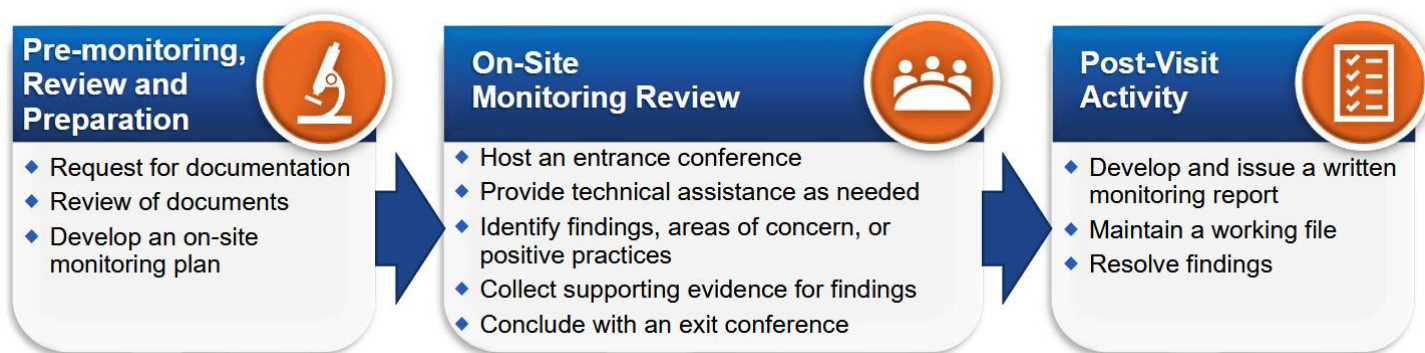 Pre-monitoring,
Review and
Preparation
Request for documentation
Review of documents
Develop an on-site
monitoring plan
On-Site
Monitoring Review
Host an entrance conference
Provide technical assistance as needed
Identify findings, areas of concern, or
positive practices
Collect supporting evidence for findings
Conclude with an exit conference
Post-Visit
Activity
Develop and issue a written
monitoring report
Maintain a working file
Resolve findings